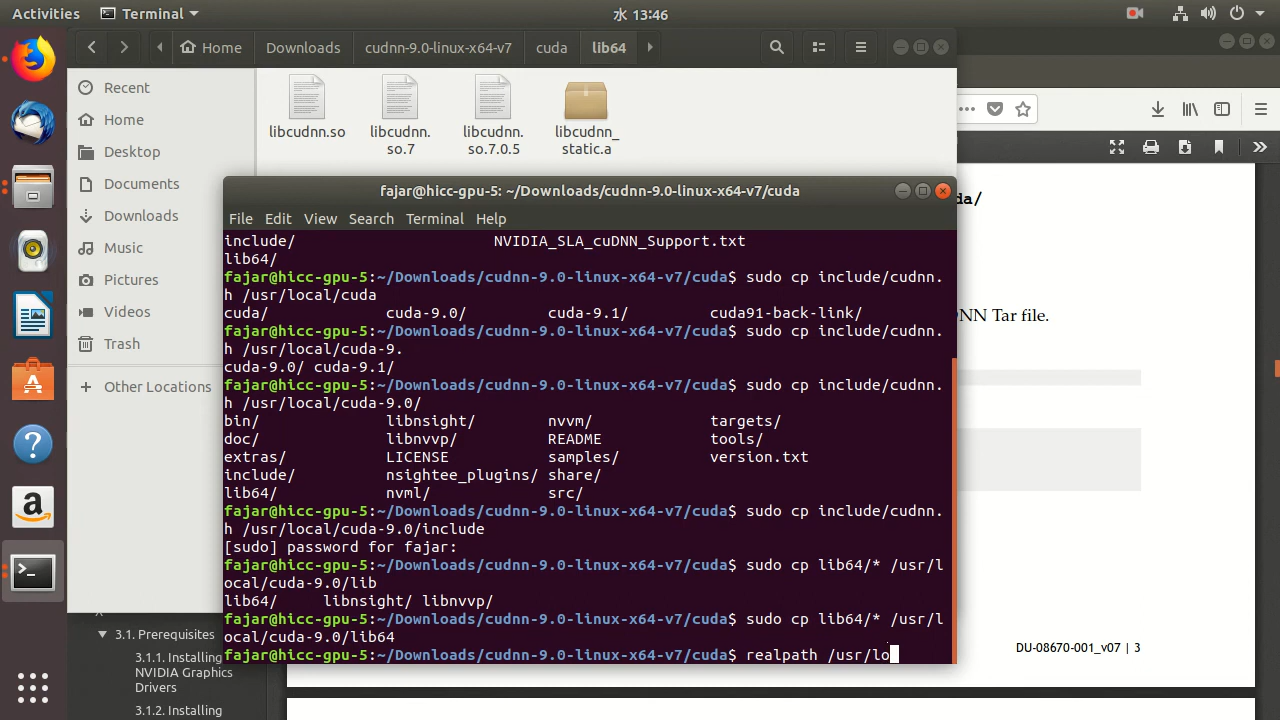 Activities
Terminal
水 13:46
Home
Downloads
cudnn-9.0-linux-x64-v7
cuda
lib64
Recent
Home
Desktop
Documents
Downloads
Music
Pictures
Videos
Trash
Other Locations
libcudnn.so
libcudnn.
so.7
libcudnn.
so.7.0.5
libcudnn_
static.a
fajar@hicc-gpu-5: ~/Downloads/cudnn-9.0-linux-x64-v7/cuda
File Edit View Search Terminal Help
include/ NVIDIA_SLA_cuDNN_Support.txt
lib64/
fajar@hicc-gpu-5:~/Downloads/cudnn-9.0-linux-x64-v7/cuda$ sudo cp include/cudnn.
h /usr/local/cuda
cuda/ cuda-9.0/ cuda-9.1/ cuda91-back-link/
fajar@hicc-gpu-5:~/Downloads/cudnn-9.0-linux-x64-v7/cuda$ sudo cp include/cudnn.
h /usr/local/cuda-9.
cuda-9.0/ cuda-9.1/
fajar@hicc-gpu-5:~/Downloads/cudnn-9.0-linux-x64-v7/cuda$ sudo cp include/cudnn.
h /usr/local/cuda-9.0/
bin/ libnsight/ nvvm/ targets/
doc/ libnvvp/ README tools/
extras/ LICENSE samples/ version.txt
include/ nsightee_plugins/ share/
lib64/ nvml/ src/
fajar@hicc-gpu-5:~/Downloads/cudnn-9.0-linux-x64-v7/cuda$ sudo cp include/cudnn.
h /usr/local/cuda-9.0/include
[sudo] password for fajar:
fajar@hicc-gpu-5:~/Downloads/cudnn-9.0-linux-x64-v7/cuda$ sudo cp lib64/* /usr/l
ocal/cuda-9.0/lib
lib64/ libnsight/ libnvvp/
fajar@hicc-gpu-5:~/Downloads/cudnn-9.0-linux-x64-v7/cuda$ sudo cp lib64/* /usr/l
ocal/cuda-9.0/lib64
fajar@hicc-gpu-5:~/Downloads/cudnn-9.0-linux-x64-v7/cuda$ realpath /usr/lo
da/
NN Tar file.
DU-08670-001_v07 | 3
3.1. Prerequisites
3.1.1. Installing
NVIDIA Graphics
Drivers
3.1.2. Installing